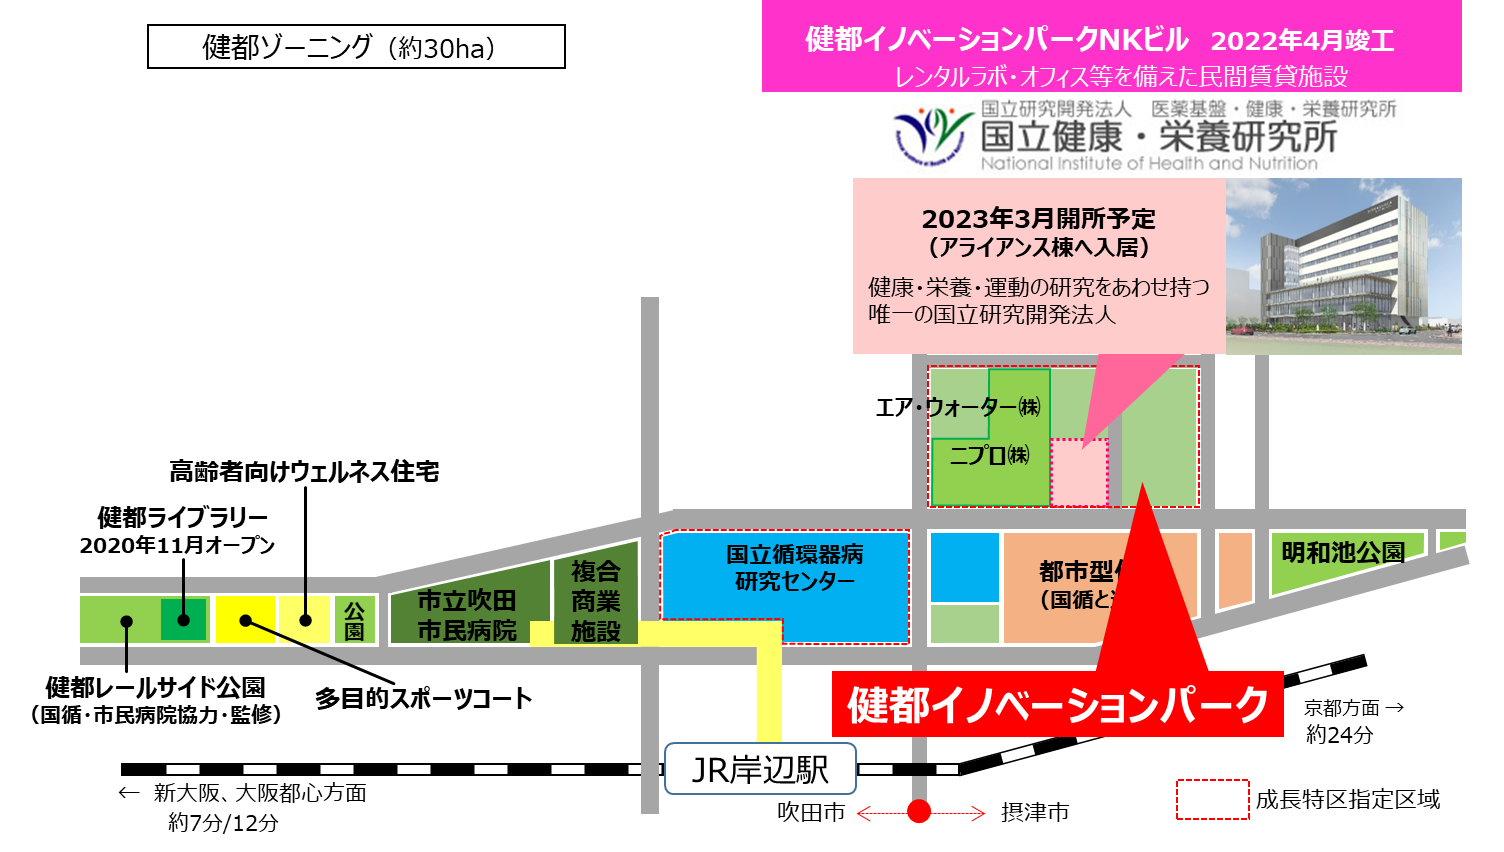 健都ゾーニング（約30ha）
健都イノベーションパークNKビル　2022年4月竣工
レンタルラボ・オフィス等を備えた民間賃貸施設
国立研究開発法人　医薬基盤・健康・栄養研究所
国立健康・栄養研究所
National Institute of Health and Nutrition
2023年3月開所予定
（アライアンス棟へ入居）
健康・栄養・運動の研究をあわせ持つ
唯一の国立研究開発法人
エア・ウォーター㈱
ニプロ㈱
高齢者向けウェルネス住宅
健都ライブラリー
2020年11月オープン
国立循環器病
研究センター
都市型
（国循と
明和池公園
複合
商業
施設
市立吹田
市民病院
公
園
健都レールサイド公園
（国循・市民病院協力・監修）
多目的スポーツコート
健都イノベーションパーク
京都方面→
約24分
JR岸辺駅
← 新大阪、大阪都心方面
約7分/12分
吹田市
摂津市
成長特区指定区域